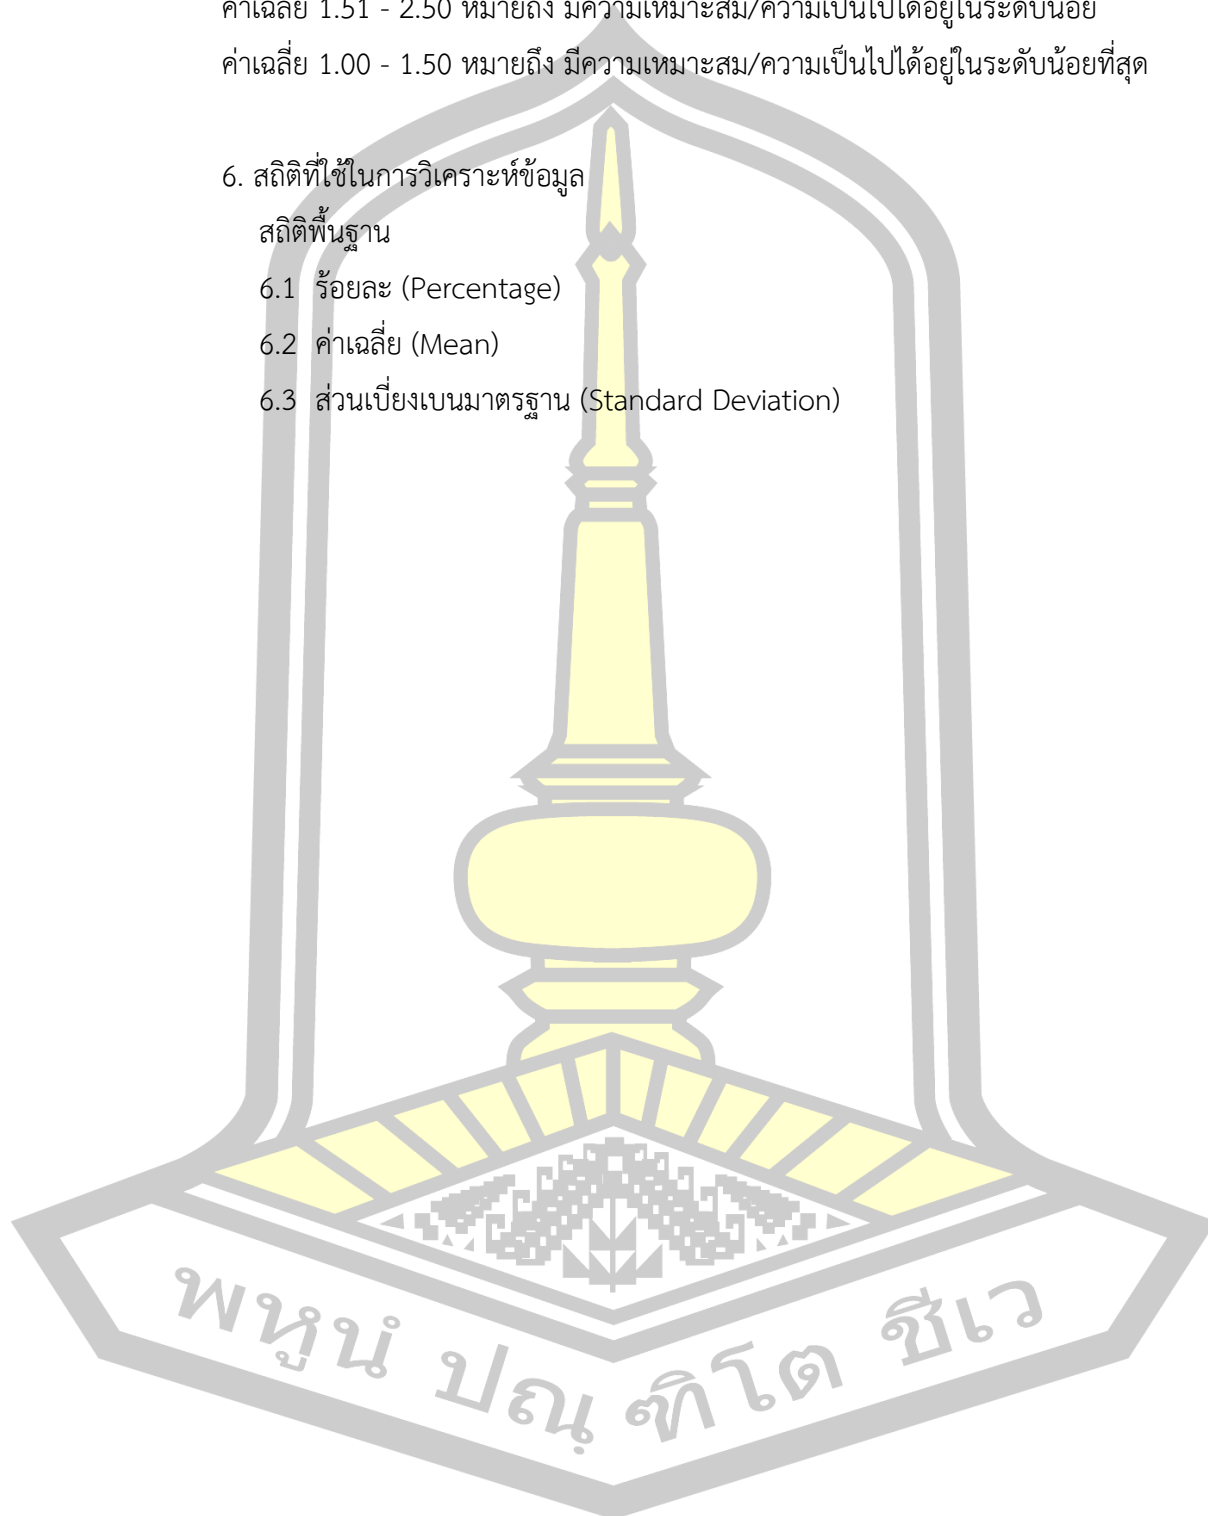 ค่าเฉลี่ย 1.51 - 2.50 หมายถึง มีความเหมาะสม/ความเป็นไปได้อยู่ในระดับน้อย
ค่าเฉลี่ย 1.00 - 1.50 หมายถึง มีความเหมาะสม/ความเป็นไปได้อยู่ในระดับน้อยที่สุด
6. สถิติที่ใช้ในการวิเคราะห์ข้อมูล
สถิติพื้นฐาน
6.1 ร้อยละ (Percentage)
6.2 ค่าเฉลี่ย (Mean)
6.3 ส่วนเบี่ยงเบนมาตรฐาน (Standard Deviation)
พหูนํ ปณฺฑิโต ชีเว